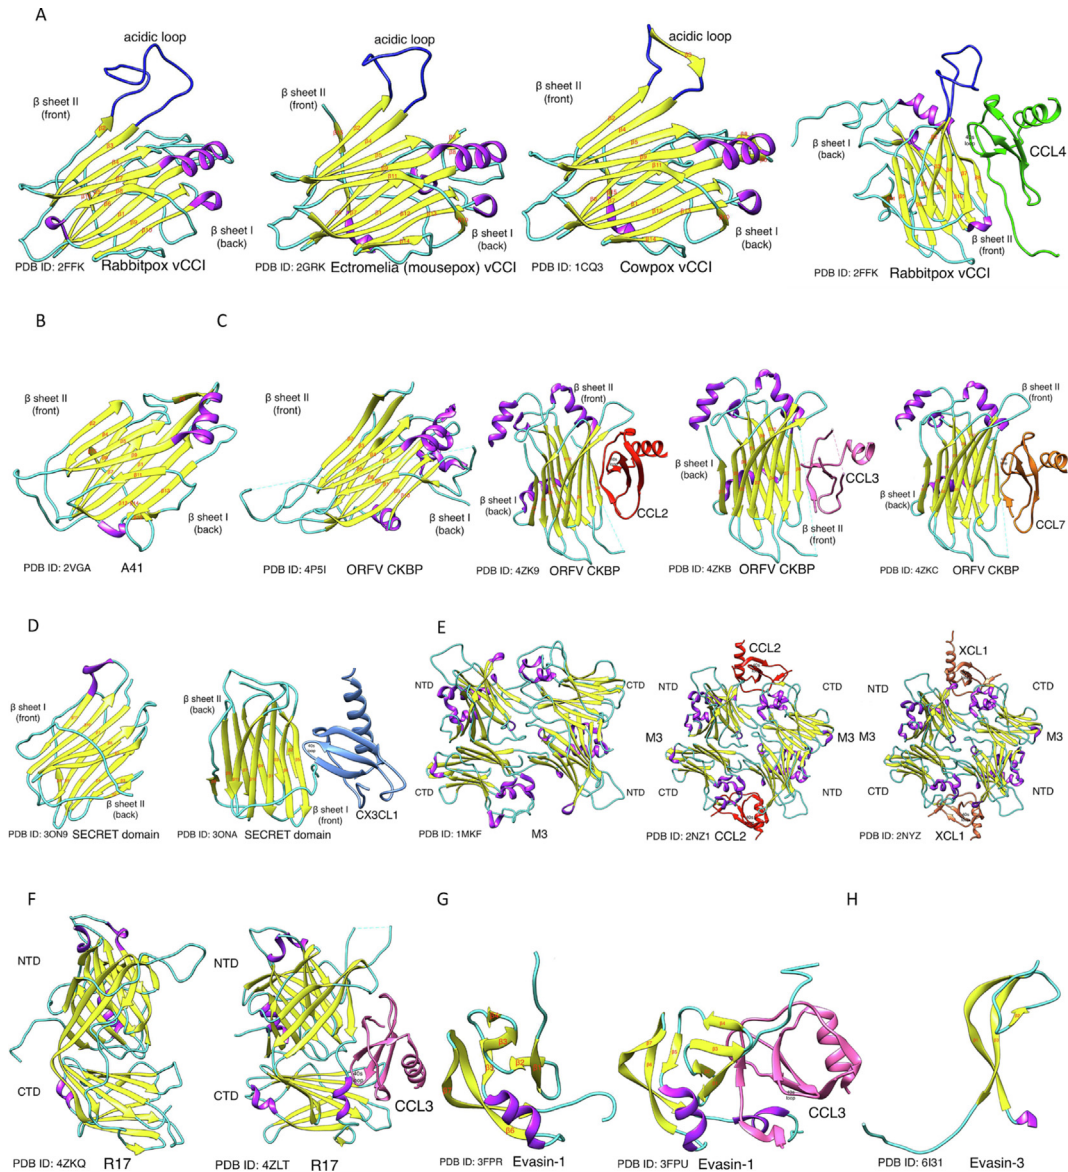 A
acidic loop
β sheet II
(front)
β sheet I
(back)
PDB ID: 2FFK
Rabbitpox vCCI
acidic loop
β sheet II
(front)
β sheet I
(back)
PDB ID: 2GRK
Ectromelia (mousepox) vCCI
acidic loop
β sheet II
(front)
β sheet I
(back)
PDB ID: 1CQ3
Cowpox vCCI
β sheet I
(back)
CCL4
β sheet II
(front)
PDB ID: 2FFK
Rabbitpox vCCI
B
β sheet II
(front)
β sheet I
(back)
PDB ID: 2VGA
A41
C
β sheet II
(front)
β sheet I
(back)
PDB ID: 4P5I
ORFV CKBP
β sheet II
(front)
β sheet I
(back)
CCL2
PDB ID: 4ZK9
ORFV CKBP
β sheet I
(back)
CCL3
β sheet II
(front)
PDB ID: 4ZKB
ORFV CKBP
β sheet II
(front)
β sheet I
(back)
CCL7
PDB ID: 4ZKC
ORFV CKBP
D
β sheet I
(front)
β sheet II
(back)
PDB ID: 3ON9
SECRET domain
β sheet II
(back)
β sheet I
(front)
CX3CL1
PDB ID: 3ONA
SECRET domain
E
NTD
CTD
CTD
NTD
PDB ID: 1MKF
M3
CCL2
NTD
CTD
M3
M3
CTD
NTD
PDB ID: 2NZ1
CCL2
XCL1
NTD
CTD
M3
M3
CTD
NTD
PDB ID: 2NYZ
XCL1
F
NTD
CTD
PDB ID: 4ZKQ
R17
NTD
CTD
40s
loop
CCL3
PDB ID: 4ZLT
R17
G
PDB ID: 3FPR
Evasin-1
CCL3
PDB ID: 3FPU
Evasin-1
H
PDB ID: 6I31
Evasin-3